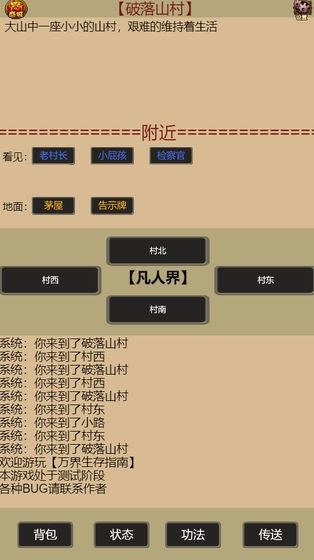 【破落山村】
大山中一座小小的山村，艰难的维持着生活
==============附近==============
看见： 老村长 小屁孩 检察官
地面： 茅屋 告示牌
村北
村西 【凡人界】 村东
村南
系统：你来到了破落山村
系统：你来到了村西
系统：你来到了破落山村
系统：你来到了村西
系统：你来到了破落山村
系统：你来到了村东
系统：你来到了小路
系统：你来到了村东
系统：你来到了破落山村
欢迎游玩【万界生存指南】
本游戏处于测试阶段
各种BUG请联系作者
背包 状态 功法 传送